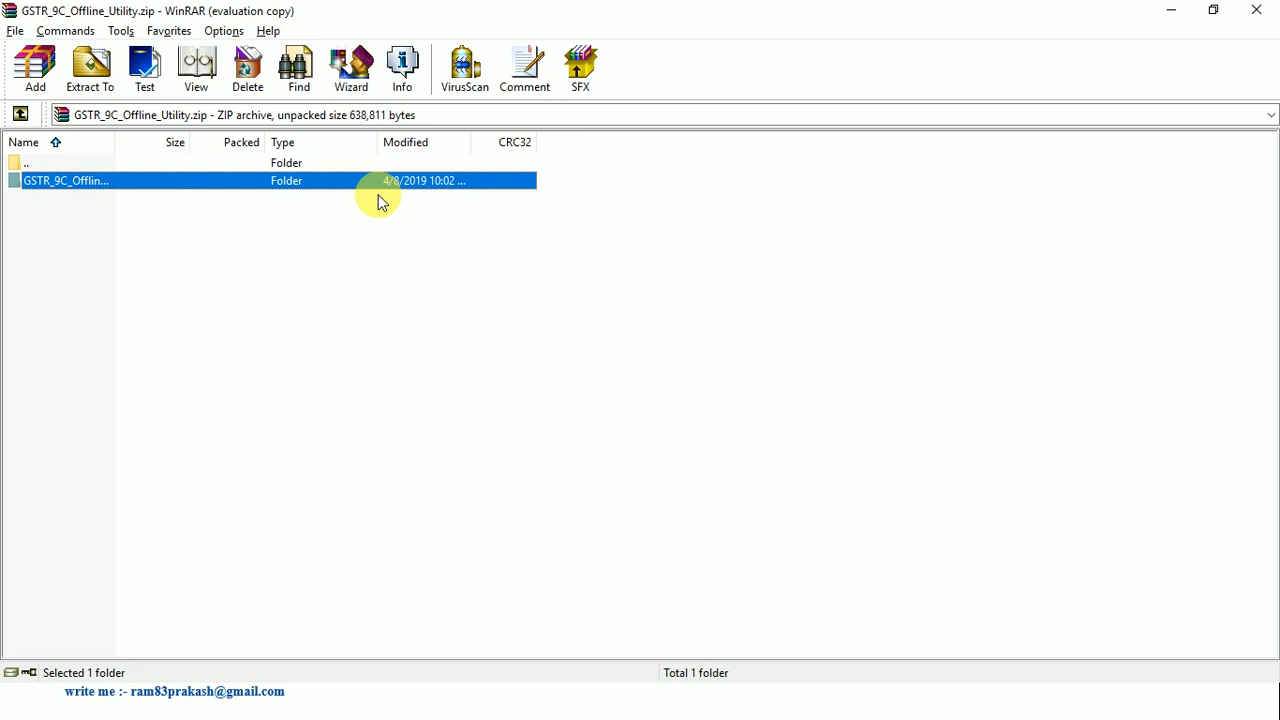 GSTR_9C_Offline_Utility.zip - WinRAR (evaluation copy)
File Commands Tools Favorites Options Help
Add Extract To Test View Delete Find Wizard Info VirusScan Comment SFX
GSTR_9C_Offline_Utility.zip - ZIP archive, unpacked size 638,811 bytes
Name Size Packed Type Modified CRC32
.. Folder
GSTR_9C_Offlin... Folder 4/8/2019 10:02 ...
Selected 1 folder Total 1 folder
write me :- ram83prakash@gmail.com